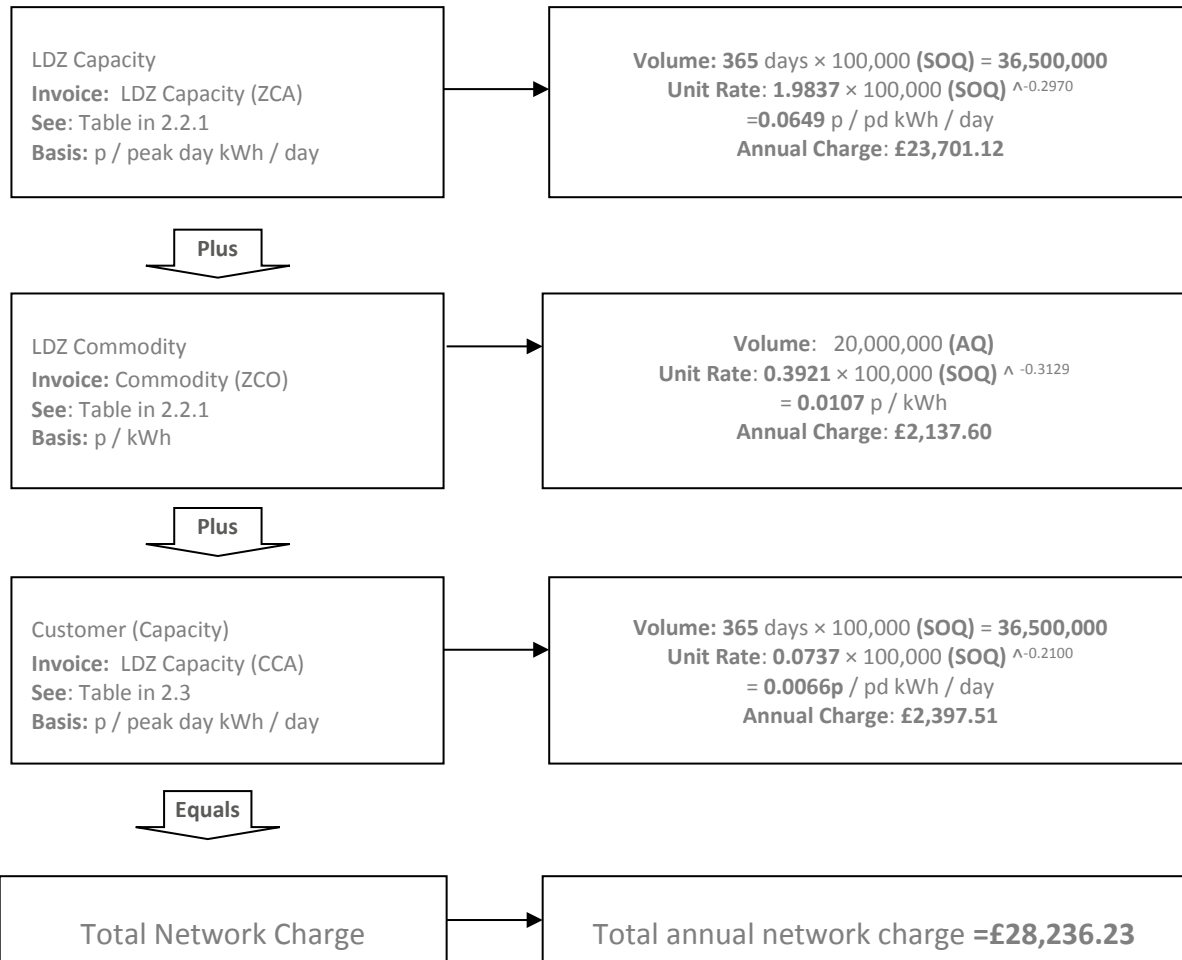 LDZ Capacity
Invoice: LDZ Capacity (ZCA)
See: Table in 2.2.1
Basis: p / peak day kWh / day
Volume: 365 days × 100,000 (SOQ) = 36,500,000
Unit Rate: 1.9837 × 100,000 (SOQ) ^-0.2970
=0.0649 p / pd kWh / day
Annual Charge: £23,701.12
Plus
LDZ Commodity
Invoice: Commodity (ZCO)
See: Table in 2.2.1
Basis: p / kWh
Volume: 20,000,000 (AQ)
Unit Rate: 0.3921 × 100,000 (SOQ) ^ -0.3129
= 0.0107 p / kWh
Annual Charge: £2,137.60
Plus
Customer (Capacity)
Invoice: LDZ Capacity (CCA)
See: Table in 2.3
Basis: p / peak day kWh / day
Volume: 365 days × 100,000 (SOQ) = 36,500,000
Unit Rate: 0.0737 × 100,000 (SOQ) ^-0.2100
= 0.0066p / pd kWh / day
Annual Charge: £2,397.51
Equals
Total Network Charge
Total annual network charge =£28,236.23